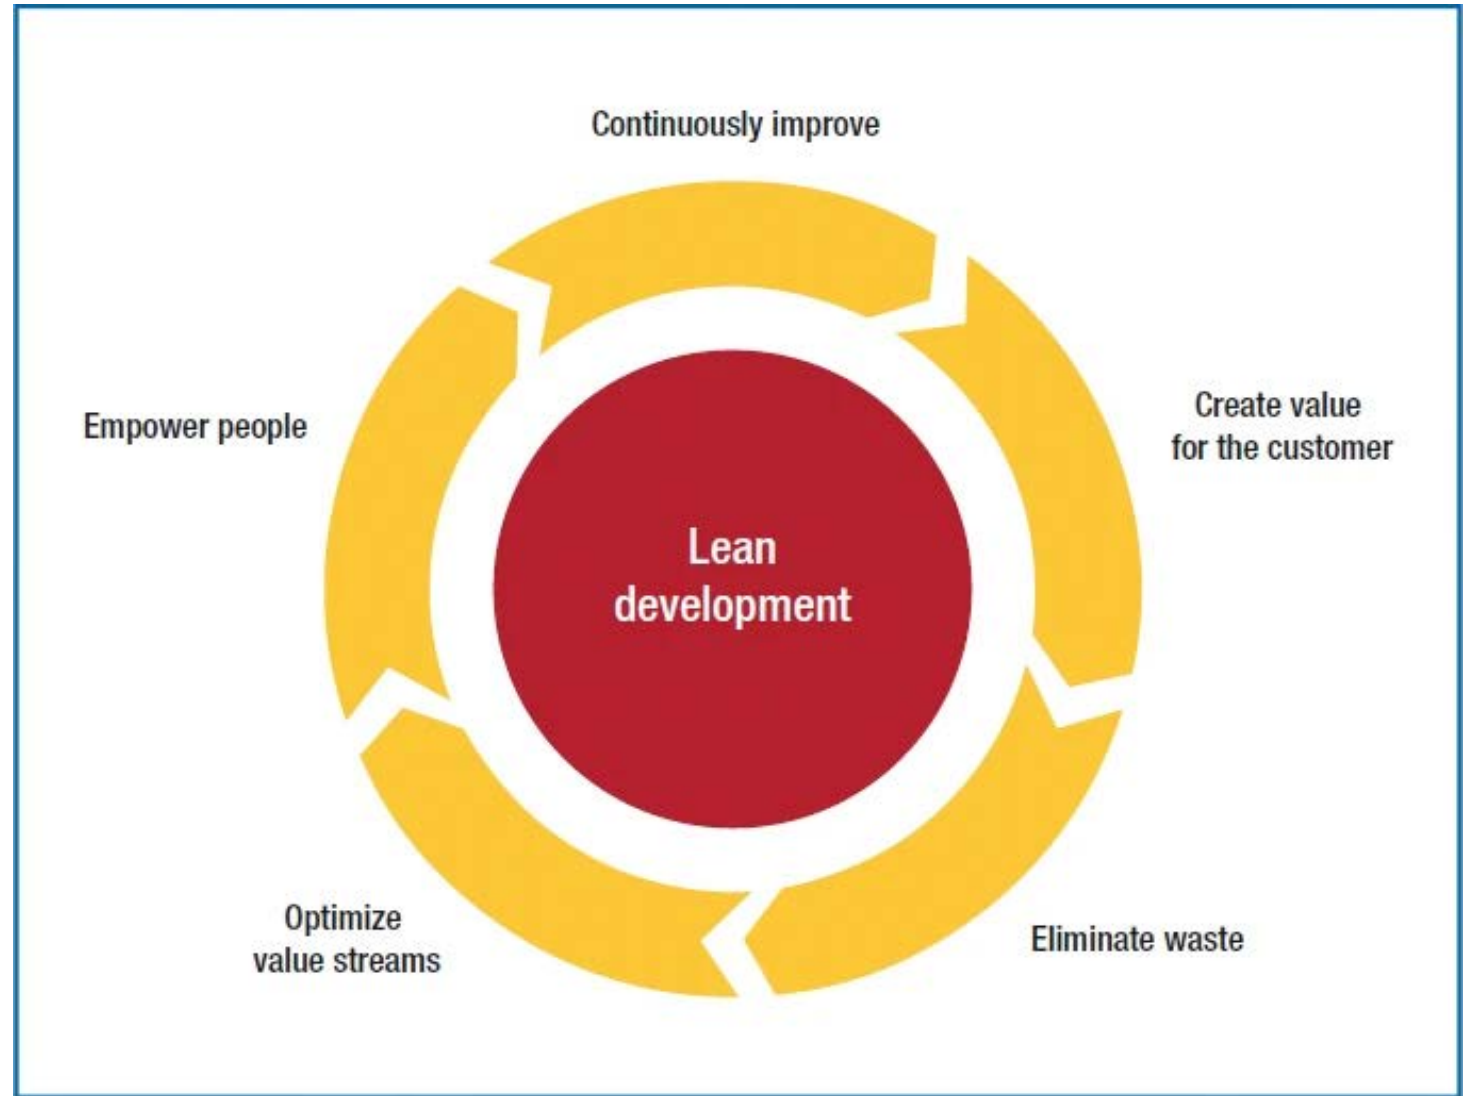 Continuously improve
Empower people
Create value
for the customer
Lean
development
Optimize
value streams
Eliminate waste